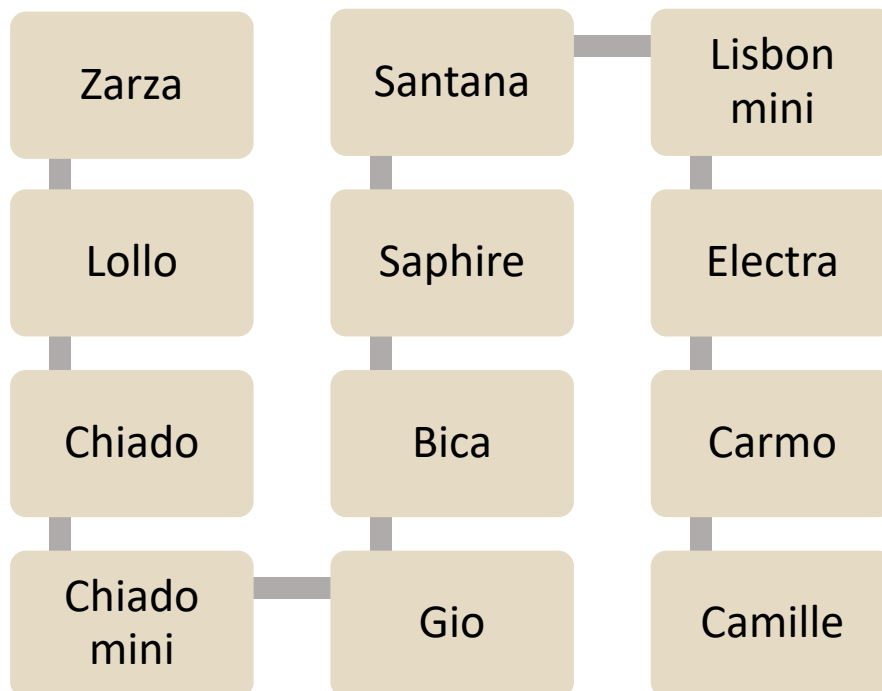 Zarza
Lollo
Chiado
Chiado
mini
Gio
Bica
Saphire
Santana
Lisbon
mini
Electra
Carmo
Camille